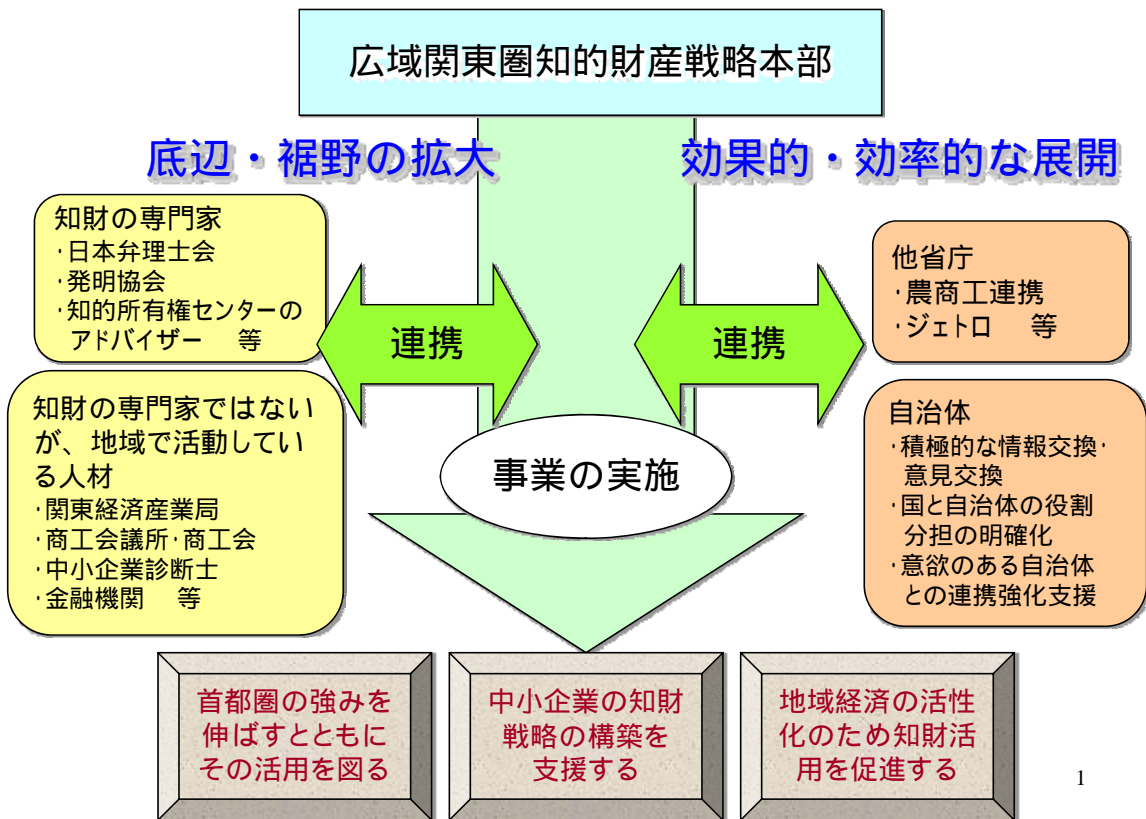 広域関東圏知的財産戦略本部
底辺・裾野の拡大
効果的・効率的な展開
知財の専門家
・日本弁理士会
・発明協会
・知的所有権センターの
アドバイザー　等
連携
連携
他省庁
・農商工連携
・ジェトロ　等
知財の専門家ではない
が、地域で活動してい
る人材
・関東経済産業局
・商工会議所・商工会
・中小企業診断士
・金融機関　等
事業の実施
自治体
・積極的な情報交換・
意見交換
・国と自治体の役割
分担の明確化
・意欲のある自治体
との連携強化支援
首都圏の強みを
伸ばすとともに
その活用を図る
中小企業の知財
戦略の構築を
支援する
地域経済の活性
化のため知財活
用を促進する
1